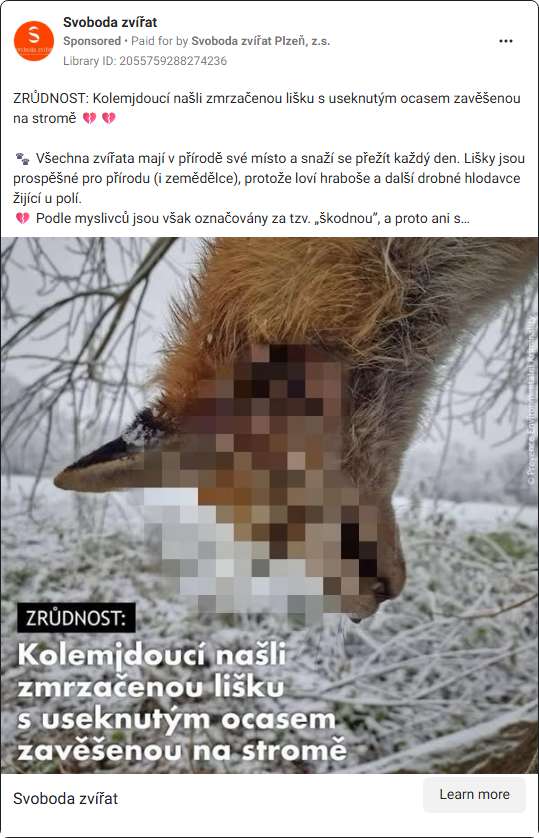 Svoboda zvířat
Sponsored • Paid for by Svoboda zvířat Plzeň, z.s.
Library ID: 2055759288274236
ZRŮDNOST: Kolemjdoucí našli zmrzačenou lišku s useknutým ocasem zavěšenou
na stromě 💔 💔
🐾 Všechna zvířata mají v přírodě své místo a snaží se přežít každý den. Lišky jsou
prospěšné pro přírodu (i zemědělce), protože loví hraboše a další drobné hlodavce
žijící u polí.
💔 Podle myslivců jsou však označovány za tzv. „škodnou", a proto ani s...
ZRŮDNOST:
Kolemjdoucí našli
zmrzačenou lišku
s useknutým ocasem
zavěšenou na stromě
Svoboda zvířat
Learn more